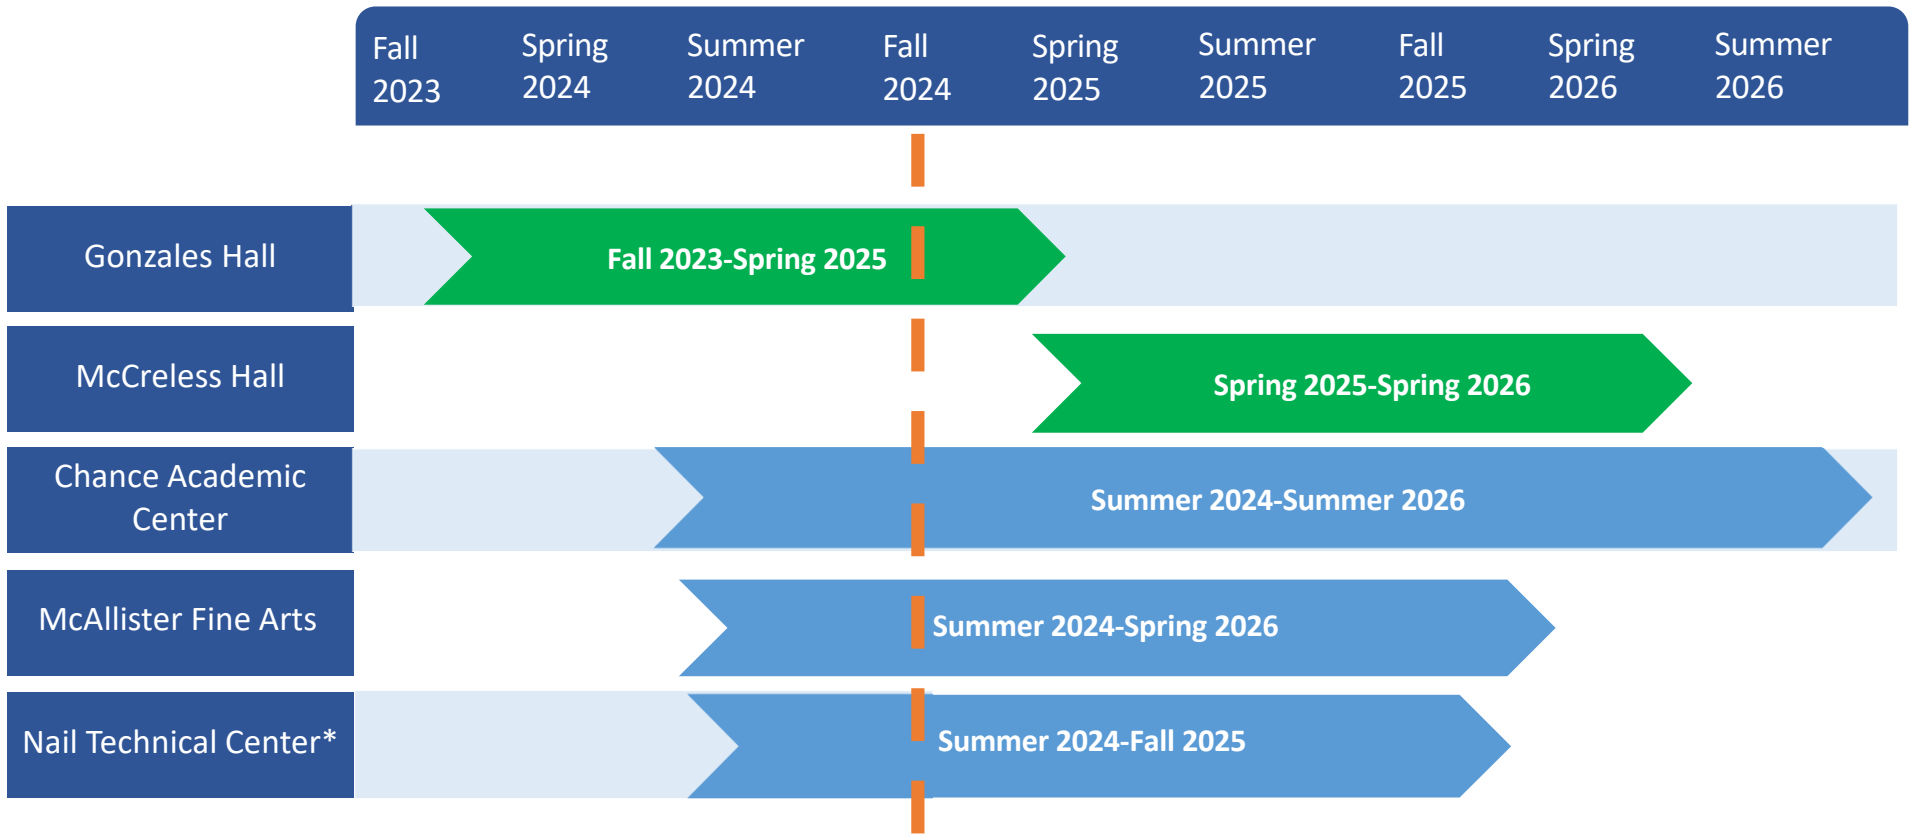 Fall
2023
Spring
2024
Summer
2024
Fall
2024
Spring
2025
Summer
2025
Fall
2025
Spring
2026
Summer
2026
Gonzales Hall
Fall 2023-Spring 2025
McCreless Hall
Spring 2025-Spring 2026
Chance Academic
Center
Summer 2024-Summer 2026
McAllister Fine Arts
Summer 2024-Spring 2026
Nail Technical Center*
Summer 2024-Fall 2025